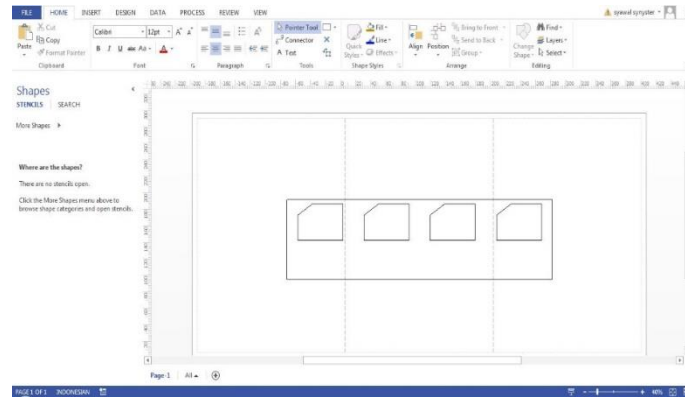 FILE HOME INSERT DESIGN DATA PROCESS REVIEW VIEW
sywal synyster
Cut
Copy
Format Painter
Paste
Clipboard
Calibri 12pt
Font
Paragraph
Pointer Tool
Connector
A Text
Tools
Quick Styles
Fill
Line
Effects
Shape Styles
Align Position
Bring to Front
Send to Back
Group
Arrange
Change Shape
Find
Layers
Select
Editing
Shapes
STENCILS SEARCH
More Shapes
Where are the shapes?
There are no stencils open.
Click the More Shapes menu above to
browse shape categories and open stencils.
Page-1 All
PAGE 1 OF 1 INDONESIAN